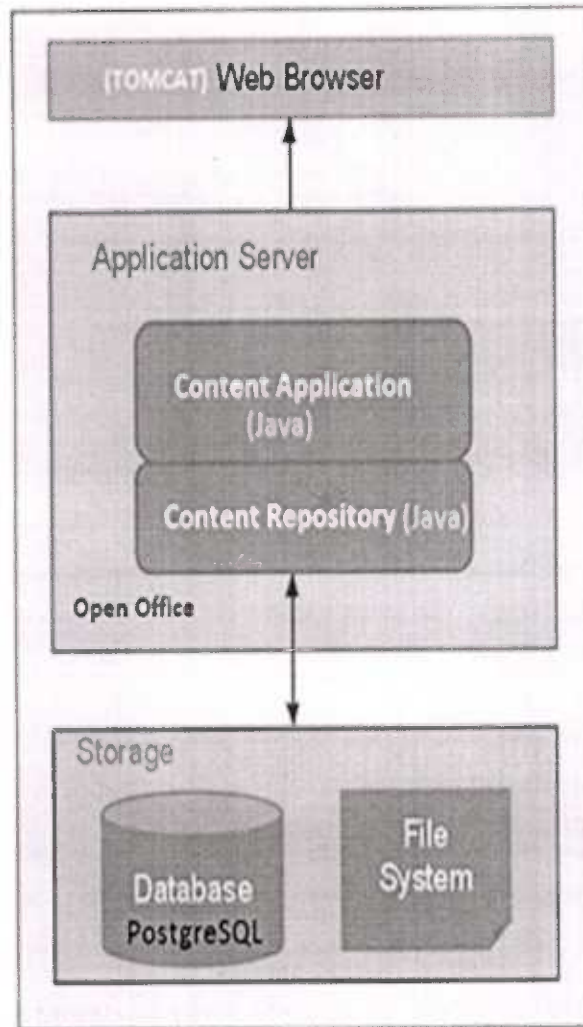 (TOMCAT) Web Browser
Application Server
Content Application
(Java)
Content Repository (Java)
Open Office
Storage
Database
PostgreSQL
File
System